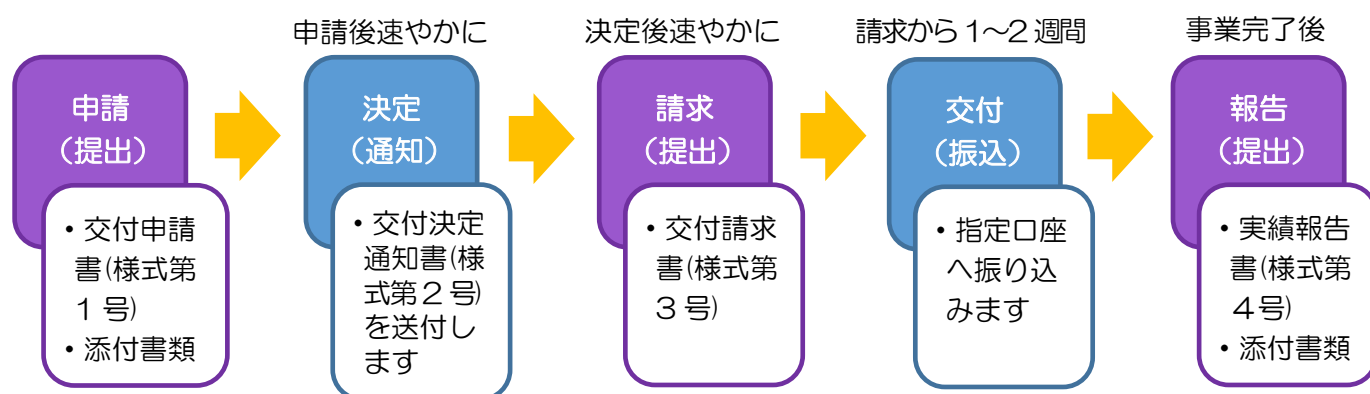 申請後速やかに
決定後速やかに
請求から1～2週間
事業完了後
申請
（提出）
・交付申請
書(様式第
1号)
・添付書類
決定
（通知）
・交付決定
通知書(様
式第２号)
を送付し
ます
請求
（提出）
・交付請求
書(様式第
３号)
交付
（振込）
・指定口座
へ振り込
みます
報告
（提出）
・実績報告
書(様式第
４号)
・添付書類